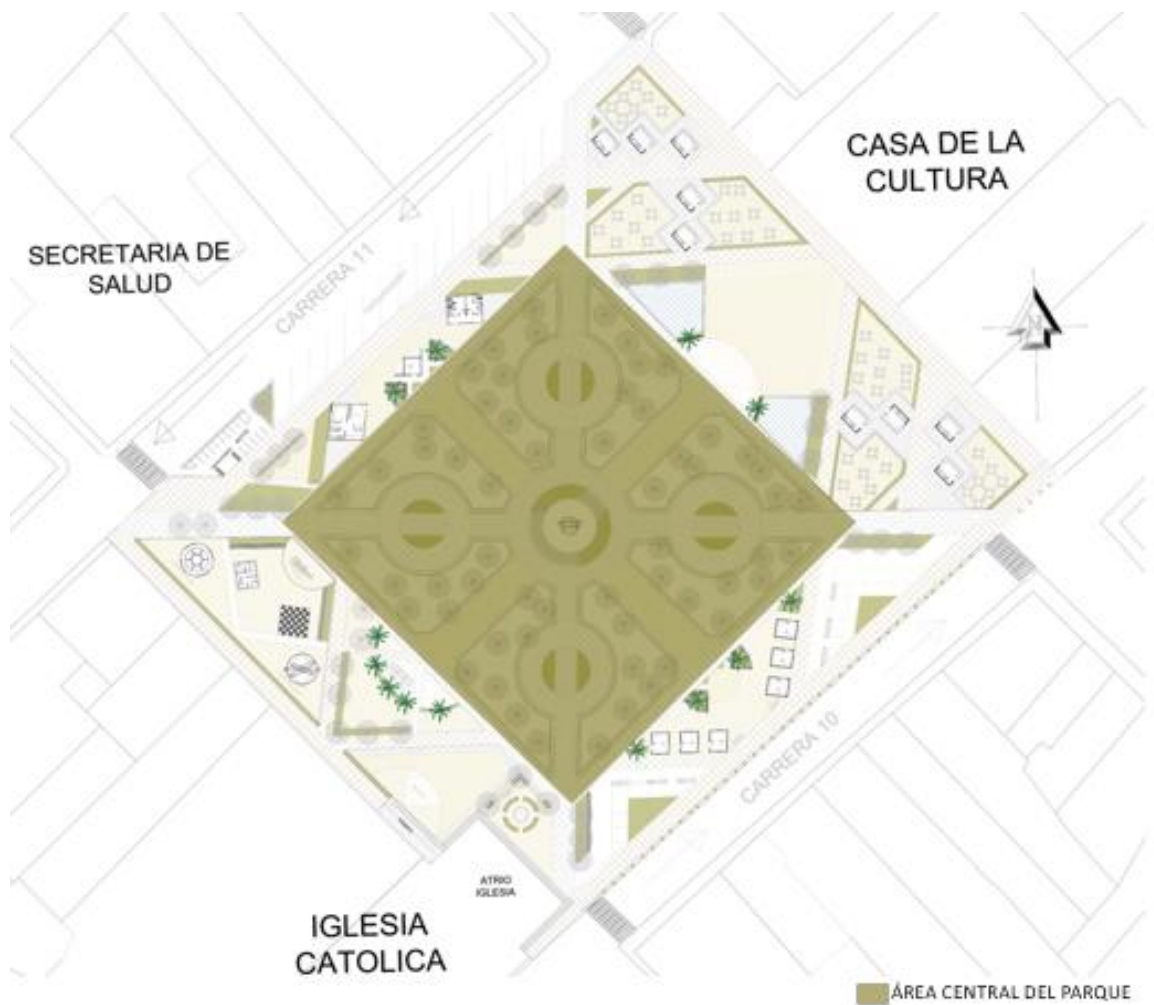 CASA DE LA
CULTURA
SECRETARIA DE
SALUD
CARRERA 11
CARRERA 10
ATRIO
IGLESIA
IGLESIA
CATOLICA
ÁREA CENTRAL DEL PARQUE